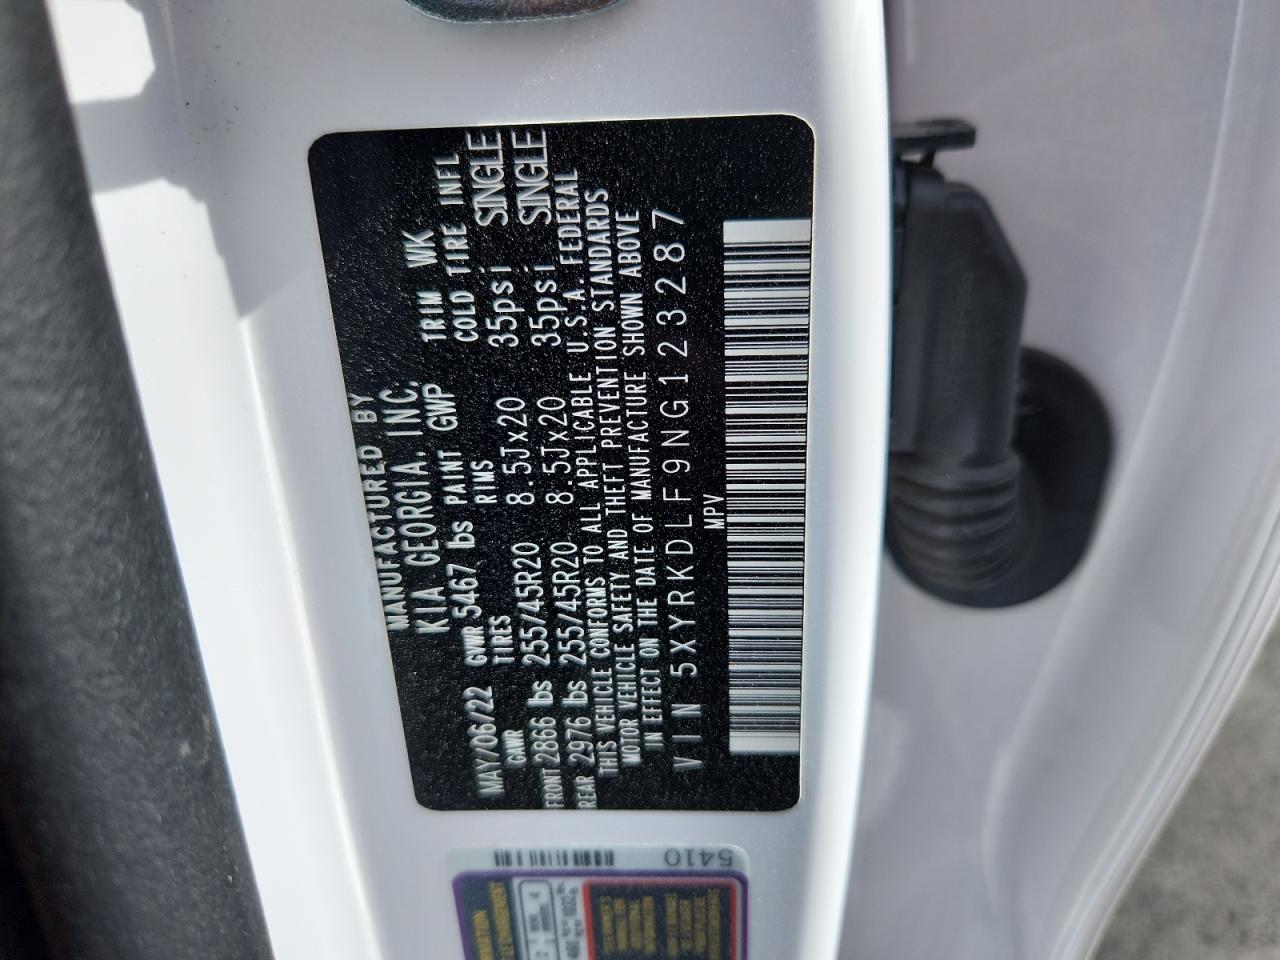 MANUFACTURED BY
KIA GEORGIA, INC.
MAY/06/22 GVWR 5467 lbs PAINT GWP TRIM WK
GAWR TIRES RIMS COLD TIRE INFL
FRONT 2866 lbs 255/45R20 8.5Jx20 35psi SINGLE
REAR 2976 lbs 255/45R20 8.5Jx20 35psi SINGLE
THIS VEHICLE CONFORMS TO ALL APPLICABLE U.S.A. FEDERAL
MOTOR VEHICLE SAFETY AND THEFT PREVENTION STANDARDS
IN EFFECT ON THE DATE OF MANUFACTURE SHOWN ABOVE
VIN 5XYRKDLF9NG123287
MPV
5410